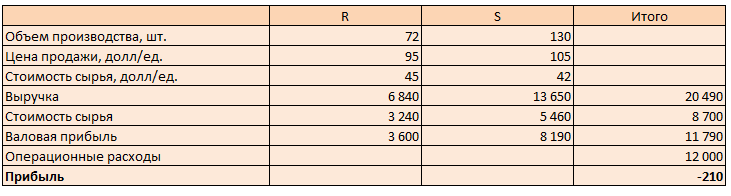 R S Итого
Объем производства, шт. 72 130
Цена продажи, долл/ед. 95 105
Стоимость сырья, долл/ед. 45 42
Выручка 6 840 13 650 20 490
Стоимость сырья 3 240 5 460 8 700
Валовая прибыль 3 600 8 190 11 790
Операционные расходы 12 000
Прибыль -210